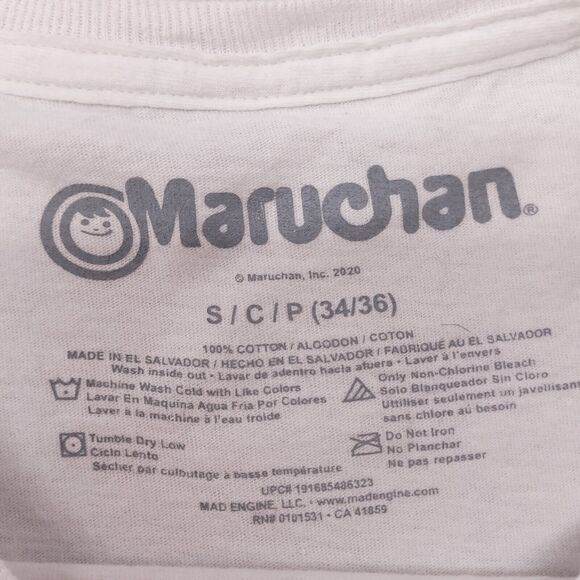 Maruchan®
© Maruchan, Inc. 2020
S / C / P (34/36)
100% COTTON / ALGODON / COTON
MADE IN EL SALVADOR / HECHO EN EL SALVADOR / FABRIQUÉ AU EL SALVADOR
Wash inside out • Lavar de adentro hacia afuera • Laver à l'envers
Machine Wash Cold with Like Colors
Lavar En Maquina Agua Fria Por Colores
Laver à la machine à l'eau froide
Only Non-Chlorine Bleach
Solo Blanqueador Sin Cloro
Utiliser seulement un javellisant
sans chlore au besoin
Tumble Dry Low
Ciclo Lento
Sécher par culbutage à basse température
Do Not Iron
No Planchar
Ne pas repasser
UPC# 191685486323
MAD ENGINE, LLC. • www.madengine.com
RN# 0101531 • CA 41859